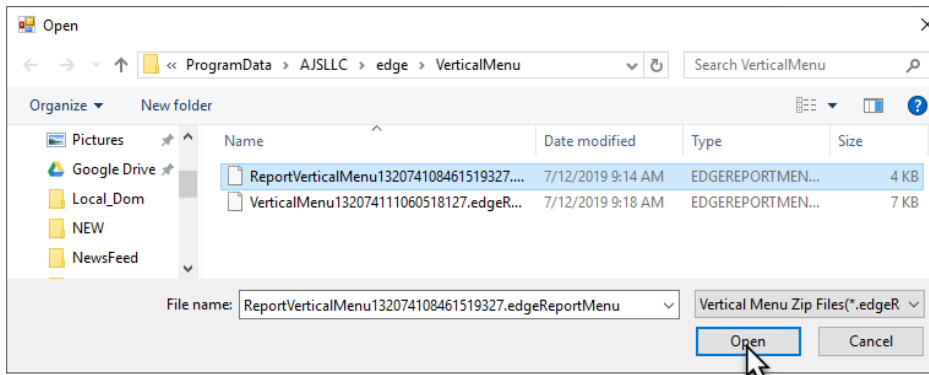 Open
« ProgramData > AJSLLC > edge > VerticalMenu Search VerticalMenu
Organize New folder ?
Pictures
Google Drive
Local_Dom
NEW
NewsFeed
Name Date modified Type Size
ReportVerticalMenu132074108461519327.... 7/12/2019 9:14 AM EDGEREPORTMEN... 4 KB
VerticalMenu132074111060518127.edgeR... 7/12/2019 9:18 AM EDGEREPORTMEN... 7 KB
File name: ReportVerticalMenu132074108461519327.edgeReportMenu Vertical Menu Zip Files(*.edgeR
Open Cancel